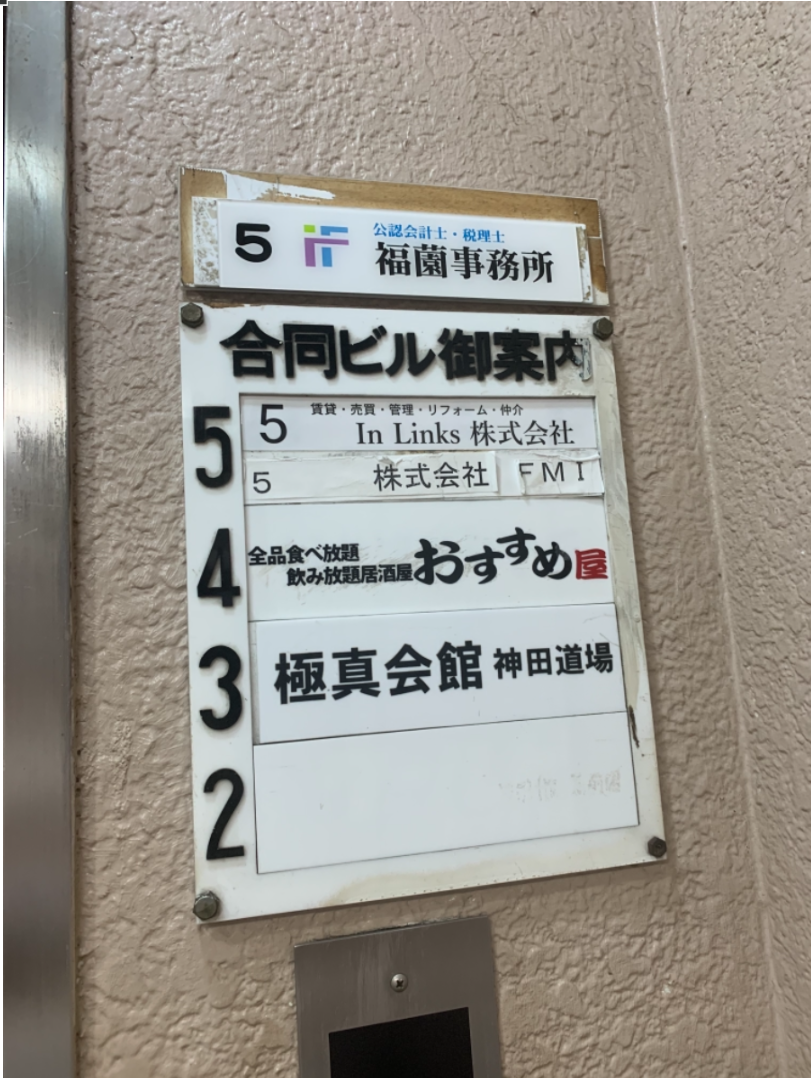 5 公認会計士・税理士
福薗事務所
合同ビル御案内
5
5 賃貸・売買・管理・リフォーム・仲介
In Links 株式会社
5 株式会社 FMI
4 全品食べ放題
飲み放題居酒屋おすすめ屋
3 極真会館 神田道場
2